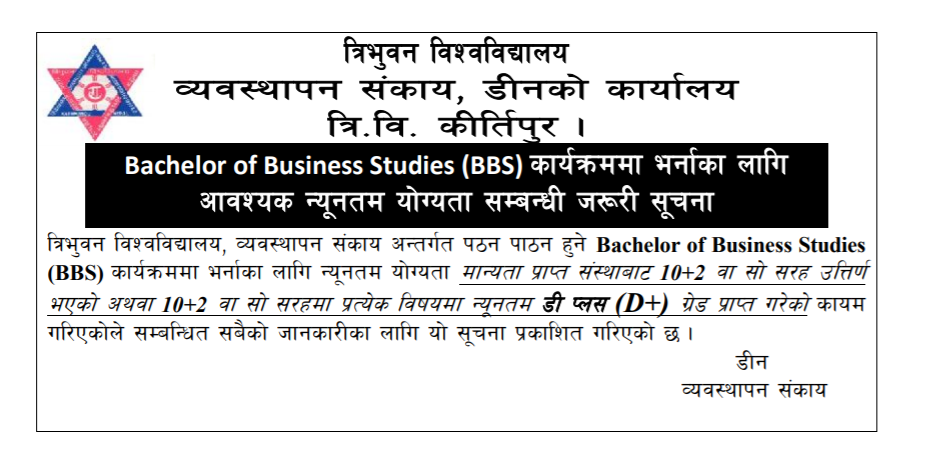 त्रिभुवन विश्वविद्यालय
व्यवस्थापन संकाय, डीनको कार्यालय
त्रि.वि. कीर्तिपुर ।
Bachelor of Business Studies (BBS) कार्यक्रममा भर्नाका लागि
आवश्यक न्यूनतम योग्यता सम्बन्धी जरूरी सूचना
त्रिभुवन विश्वविद्यालय, व्यवस्थापन संकाय अन्तर्गत पठन पाठन हुने Bachelor of Business Studies
(BBS) कार्यक्रममा भर्नाका लागि न्यूनतम योग्यता मान्यता प्राप्त संस्थाबाट 10+2 वा सो सरह उत्तिर्ण
भएको अथवा 10+2 वा सो सरहमा प्रत्येक विषयमा न्यूनतम डी प्लस (D+) ग्रेड प्राप्त गरेको कायम
गरिएकोले सम्बन्धित सवैको जानकारीका लागि यो सूचना प्रकाशित गरिएको छ ।
डीन
व्यवस्थापन संकाय